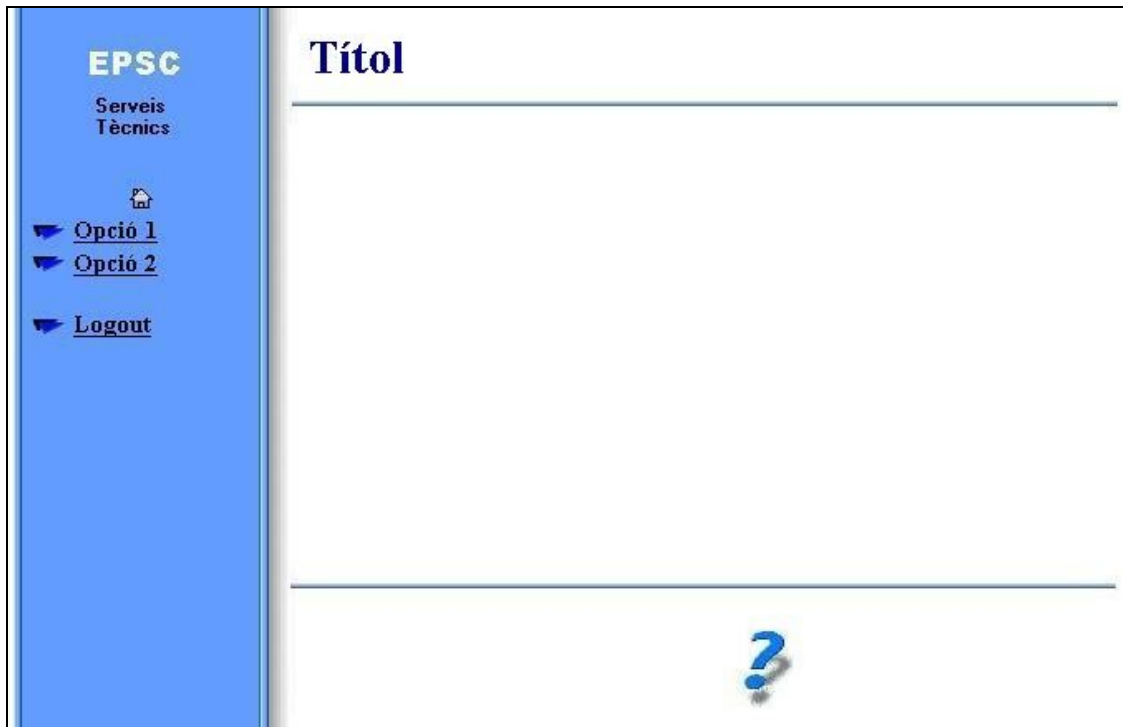 EPSC
Serveis
Tècnics
Opció 1
Opció 2
Logout
Títol
?